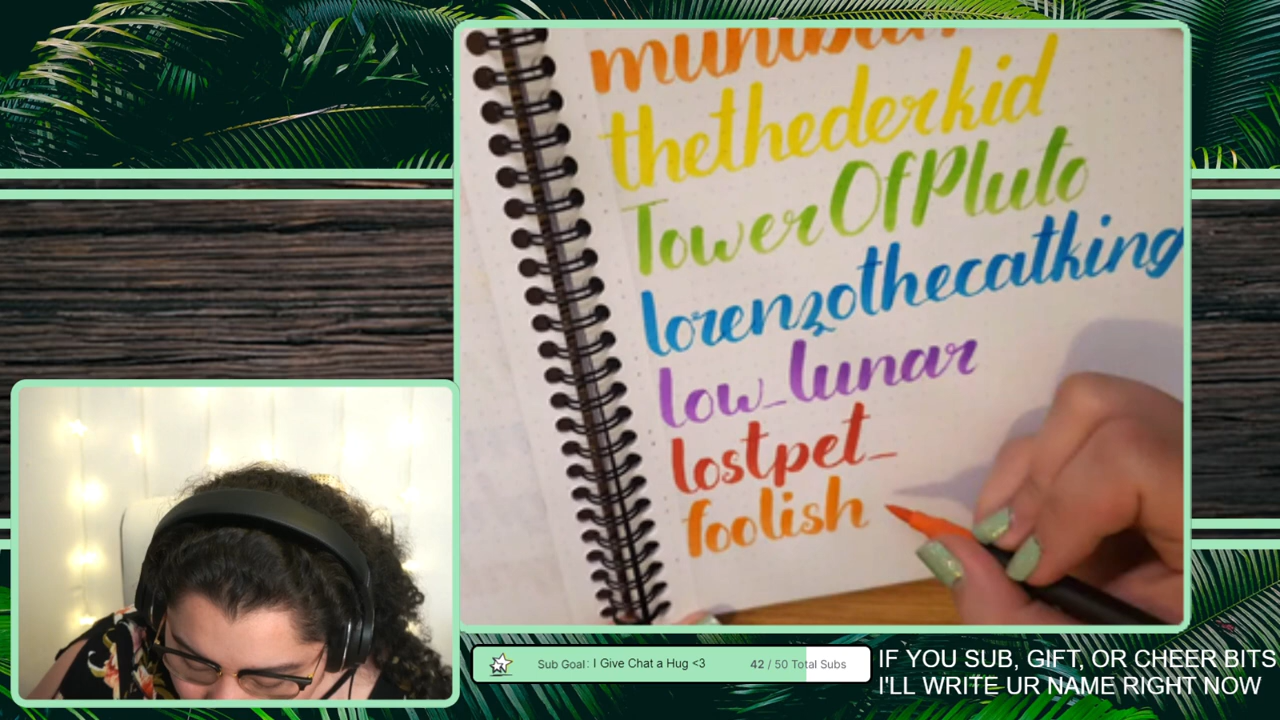 thethederkid
TowerOfPluto
lorenzothecatking
low_lunar
lostpet_
foolish
Sub Goal: I Give Chat a Hug <3 42 / 50 Total Subs
IF YOU SUB, GIFT, OR CHEER BITS
I'LL WRITE UR NAME RIGHT NOW